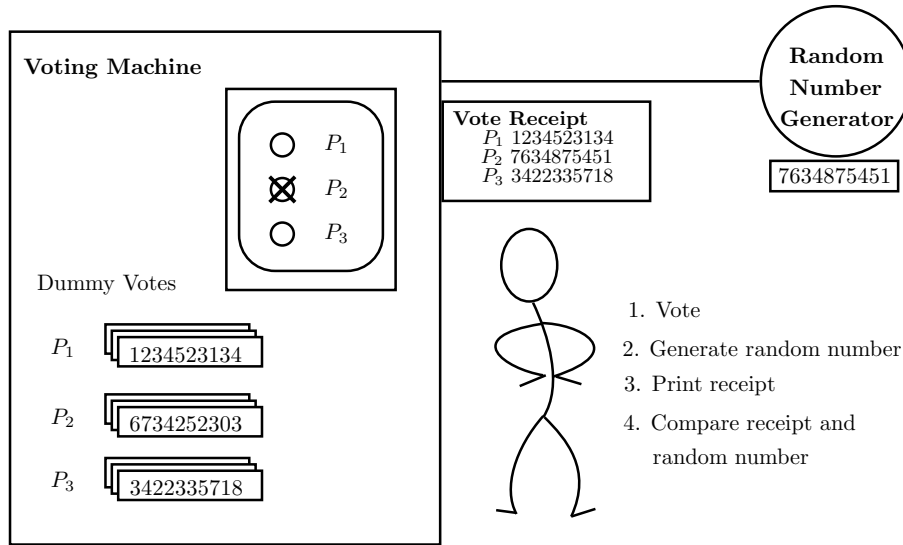 Voting Machine
P₁
P₂
P₃
Dummy Votes
P₁ 1234523134
P₂ 6734252303
P₃ 3422335718
Vote Receipt
P₁ 1234523134
P₂ 7634875451
P₃ 3422335718
Random
Number
Generator
7634875451
1. Vote
2. Generate random number
3. Print receipt
4. Compare receipt and
random number